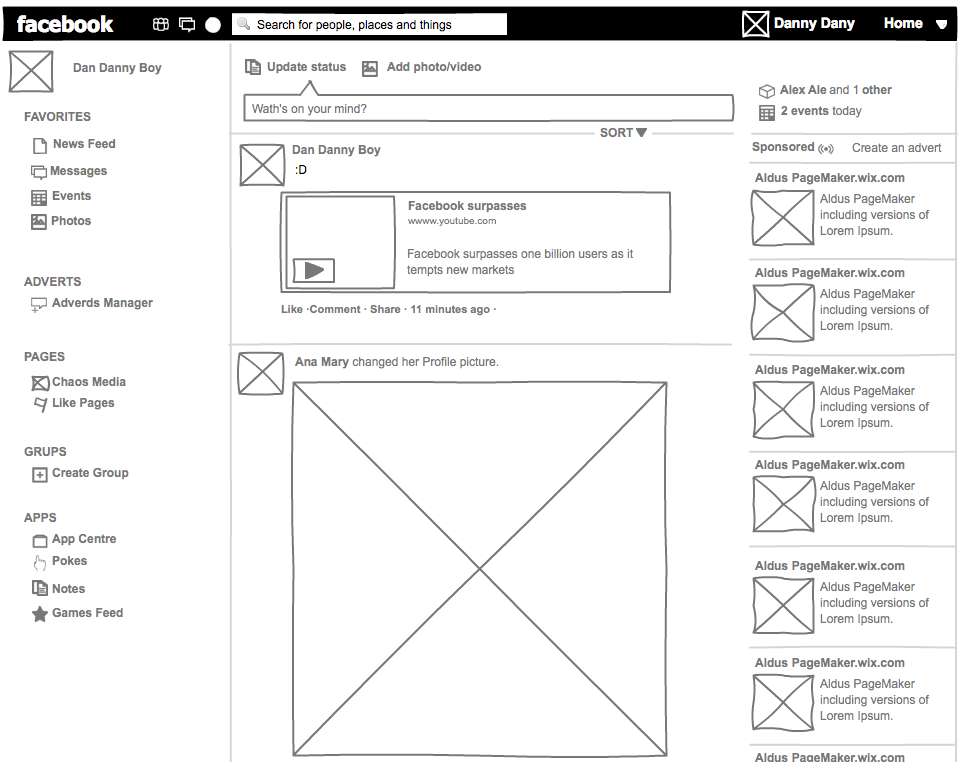 facebook
Search for people, places and things
Danny Dany
Home
Dan Danny Boy
FAVORITES
News Feed
Messages
Events
Photos
ADVERTS
Adverds Manager
PAGES
Chaos Media
Like Pages
GRUPS
Create Group
APPS
App Centre
Pokes
Notes
Games Feed
Update status
Add photo/video
Wath's on your mind?
SORT
Dan Danny Boy
:D
Facebook surpasses
wwww.youtube.com
Facebook surpasses one billion users as it
tempts new markets
Like ·Comment · Share · 11 minutes ago ·
Ana Mary changed her Profile picture.
Alex Ale and 1 other
2 events today
Sponsored
Create an advert
Aldus PageMaker.wix.com
Aldus PageMaker
including versions of
Lorem Ipsum.
Aldus PageMaker.wix.com
Aldus PageMaker
including versions of
Lorem Ipsum.
Aldus PageMaker.wix.com
Aldus PageMaker
including versions of
Lorem Ipsum.
Aldus PageMaker.wix.com
Aldus PageMaker
including versions of
Lorem Ipsum.
Aldus PageMaker.wix.com
Aldus PageMaker
including versions of
Lorem Ipsum.
Aldus PageMaker.wix.com
Aldus PageMaker
including versions of
Lorem Ipsum.
Aldus PageMaker.wix.com